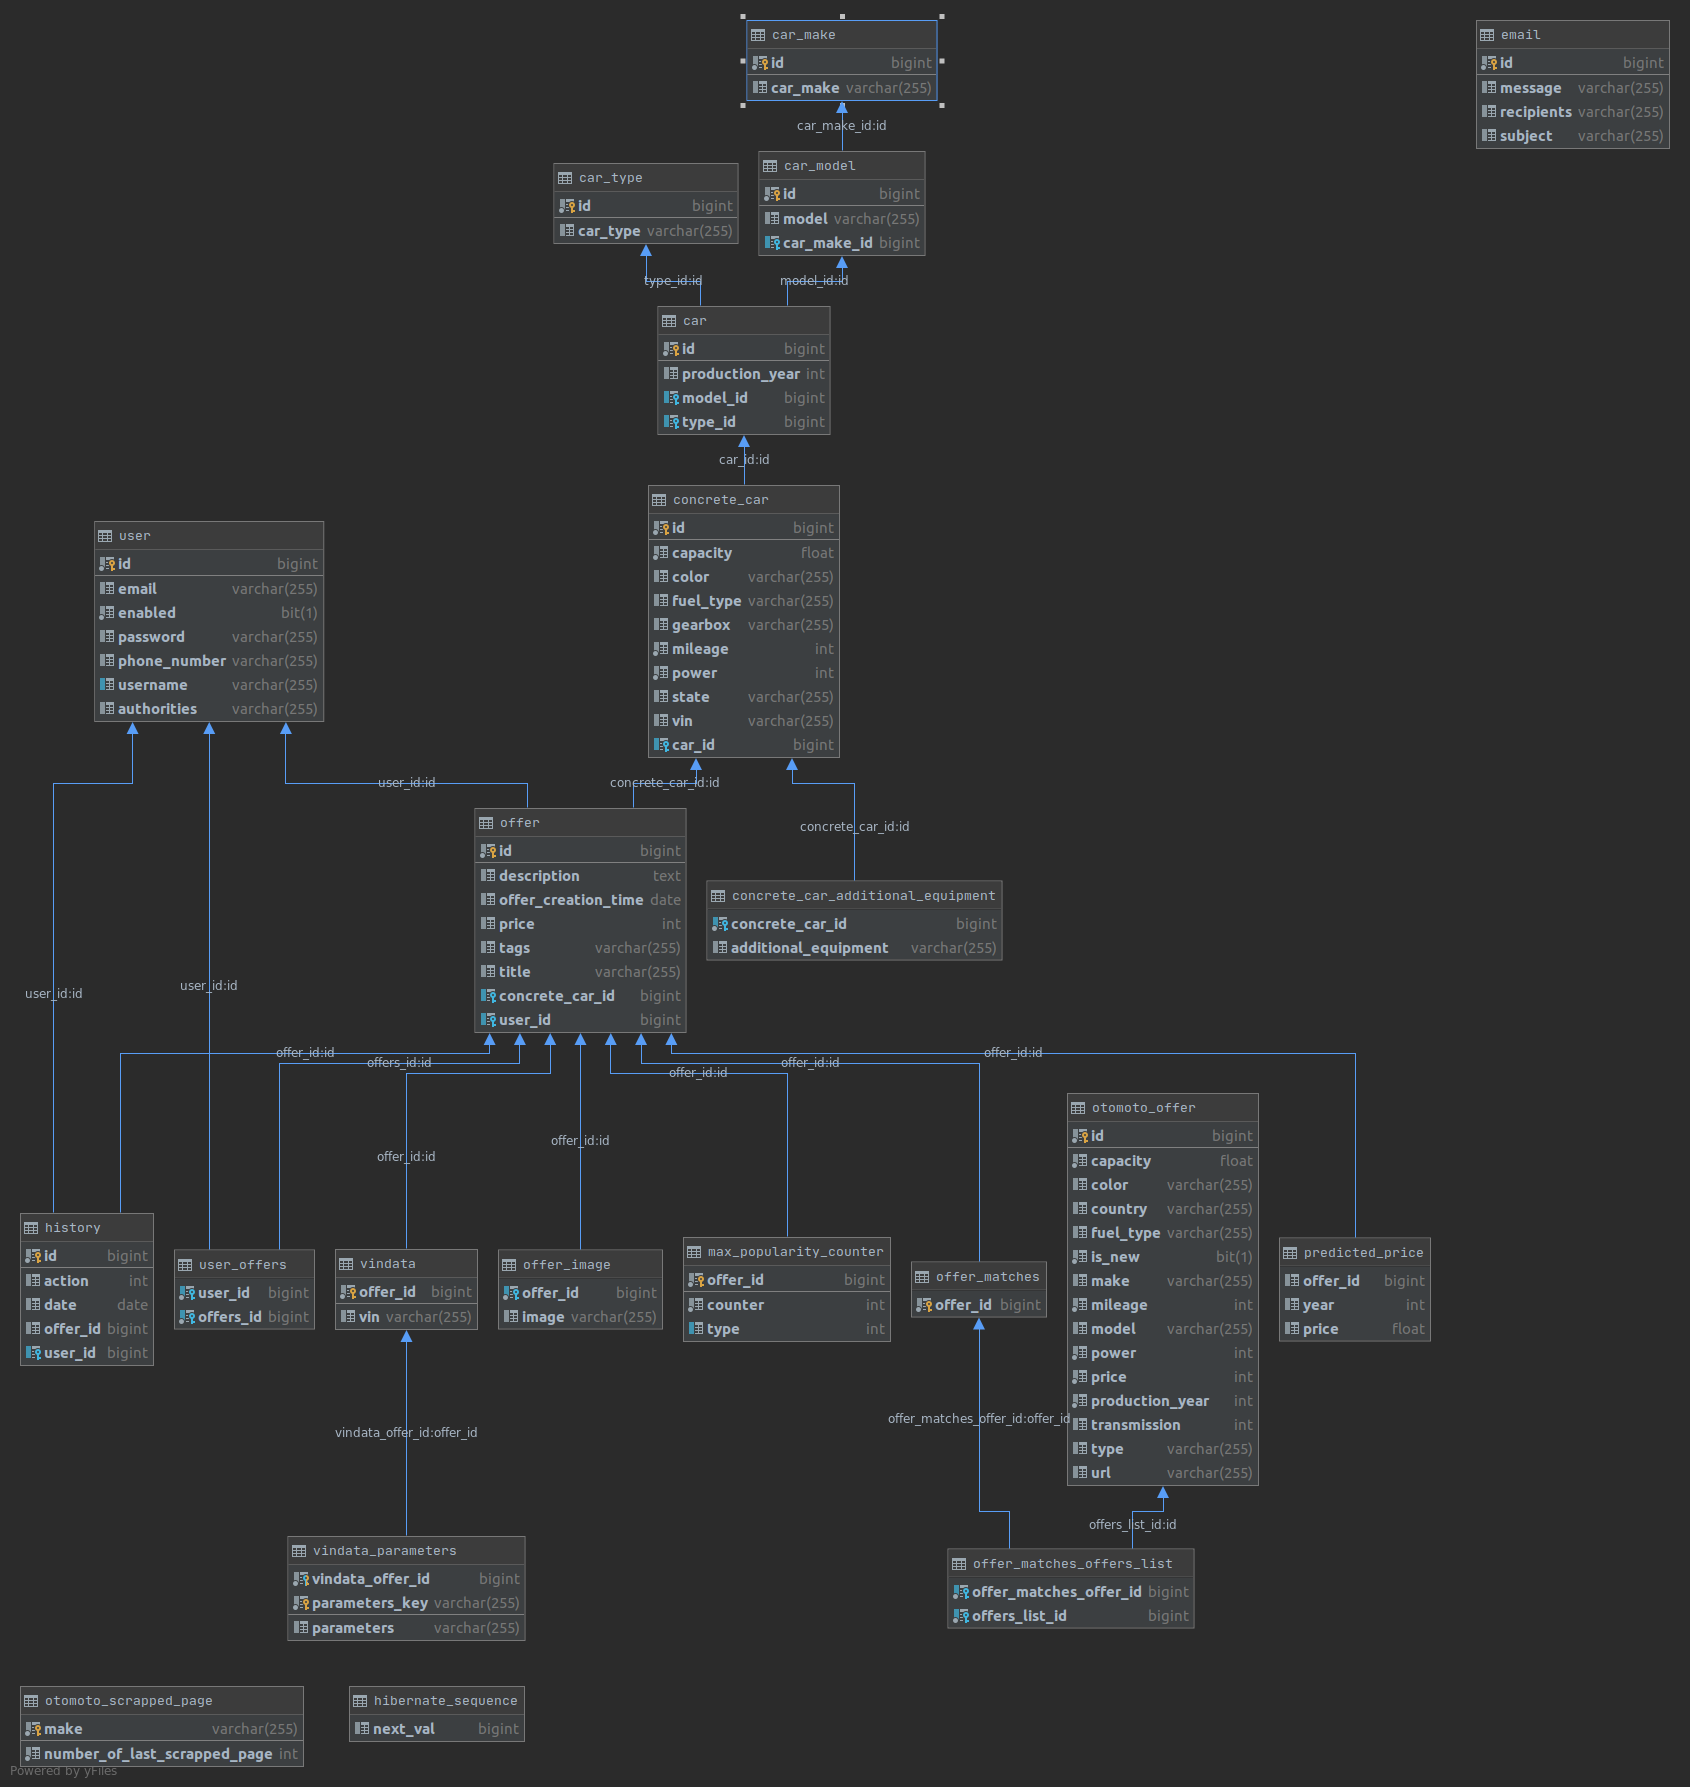 car_make
id bigint
car_make varchar(255)
email
id bigint
message varchar(255)
recipients varchar(255)
subject varchar(255)
car_make_id:id
car_type
id bigint
car_type varchar(255)
car_model
id bigint
model varchar(255)
car_make_id bigint
type_id:id
model_id:id
car
id bigint
production_year int
model_id bigint
type_id bigint
car_id:id
concrete_car
id bigint
capacity float
color varchar(255)
fuel_type varchar(255)
gearbox varchar(255)
mileage int
power int
state varchar(255)
vin varchar(255)
car_id bigint
user
id bigint
email varchar(255)
enabled bit(1)
password varchar(255)
phone_number varchar(255)
username varchar(255)
authorities varchar(255)
user_id:id
concrete_car_id:id
concrete_car_id:id
offer
id bigint
description text
offer_creation_time date
price int
tags varchar(255)
title varchar(255)
concrete_car_id bigint
user_id bigint
concrete_car_additional_equipment
concrete_car_id bigint
additional_equipment varchar(255)
user_id:id
user_id:id
offer_id:id
offers_id:id
offer_id:id
offer_id:id
offer_id:id
offer_id:id
offer_id:id
otomoto_offer
id bigint
capacity float
color varchar(255)
country varchar(255)
fuel_type varchar(255)
is_new bit(1)
make varchar(255)
mileage int
model varchar(255)
power int
price int
production_year int
transmission int
type varchar(255)
url varchar(255)
history
id bigint
action int
date date
offer_id bigint
user_id bigint
user_offers
user_id bigint
offers_id bigint
vindata
offer_id bigint
vin varchar(255)
offer_image
offer_id bigint
image varchar(255)
max_popularity_counter
offer_id bigint
counter int
type int
offer_matches
offer_id bigint
predicted_price
offer_id bigint
year int
price float
vindata_offer_id:offer_id
offer_matches_offer_id:offer_id
offers_list_id:id
vindata_parameters
vindata_offer_id bigint
parameters_key varchar(255)
parameters varchar(255)
offer_matches_offers_list
offer_matches_offer_id bigint
offers_list_id bigint
otomoto_scrapped_page
make varchar(255)
number_of_last_scrapped_page int
hibernate_sequence
next_val bigint
Powered by yFiles